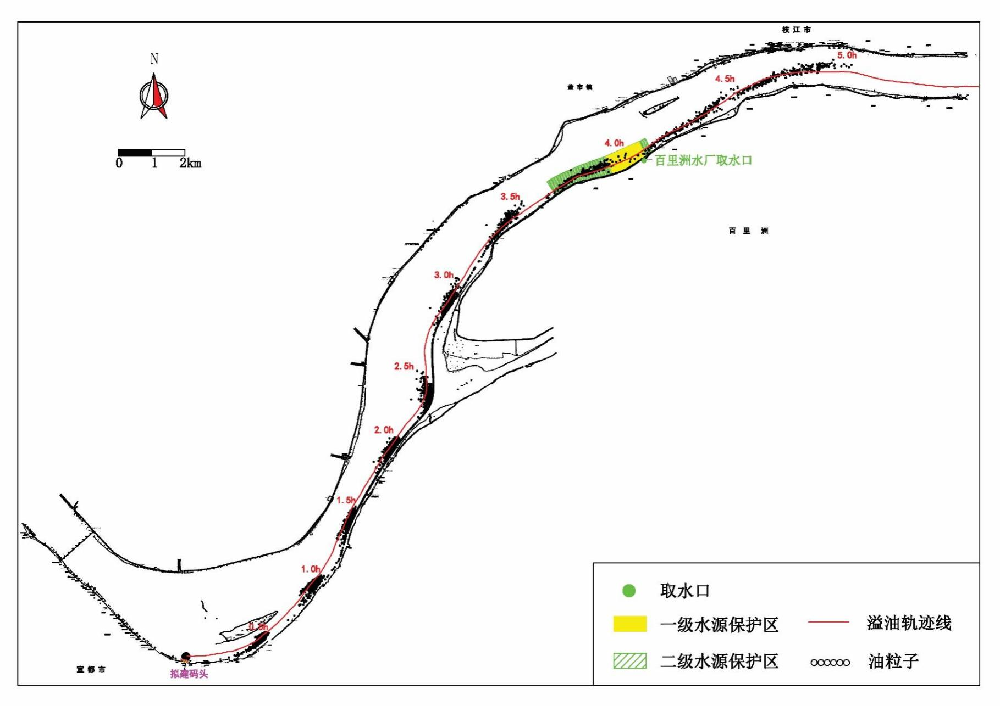 枝江市
5.0h
N
4.5h
董市镇
4.0h
百里洲水厂取水口
0 1 2km
3.5h
百里洲
3.0h
2.5h
2.0h
1.5h
1.0h
0.5h
取水口
一级水源保护区
溢油轨迹线
二级水源保护区
油粒子
宜都市
拟建码头